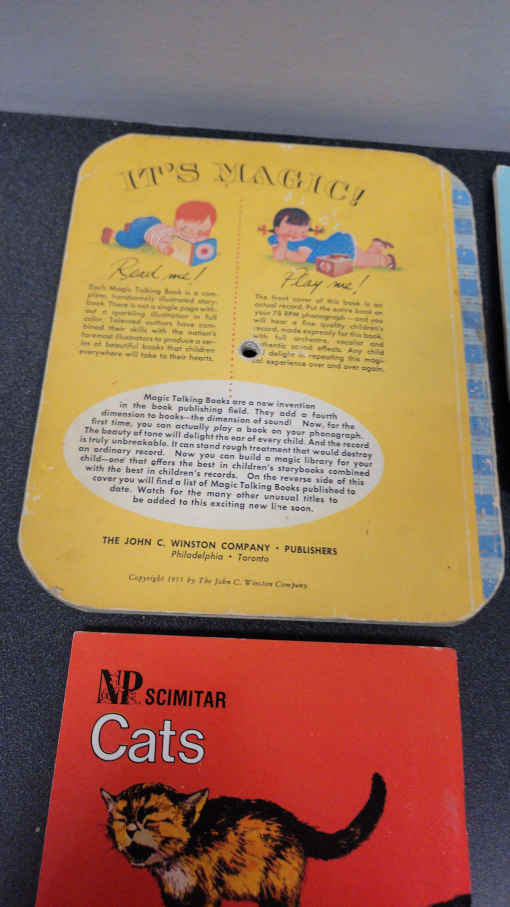 IT'S MAGIC!
Read me!
Each Magic Talking Book is a com-
plete, handsomely illustrated story-
book. There is not a single page with-
out a sparkling illustration in full
color. Talented authors have com-
bined their skills with the nation's
foremost illustrators to produce a ser-
ies of beautiful books that children
everywhere will take to their hearts.
Play me!
The front cover of this book is an
actual record. Put the entire book on
your 78 RPM phonograph—and you
will hear a fine quality children's
record, made expressly for this book,
with full orchestra, vocalist and
thentic sound effects. Any child
delight in repeating this magi-
cal experience over and over again.
Magic Talking Books are a new invention
in the book publishing field. They add a fourth
dimension to books—the dimension of sound! Now, for the
first time, you can actually play a book on your phonograph.
The beauty of tone will delight the ear of every child. And the record
is truly unbreakable. It can stand rough treatment that would destroy
an ordinary record. Now you can build a magic library for your
child—one that offers the best in children's storybooks combined
with the best in children's records. On the reverse side of this
cover you will find a list of Magic Talking Books published to
date. Watch for the many other unusual titles to
be added to this exciting new line soon.
THE JOHN C. WINSTON COMPANY • PUBLISHERS
Philadelphia • Toronto
Copyright 1955 by The John C. Winston Company
NP SCIMITAR
Cats